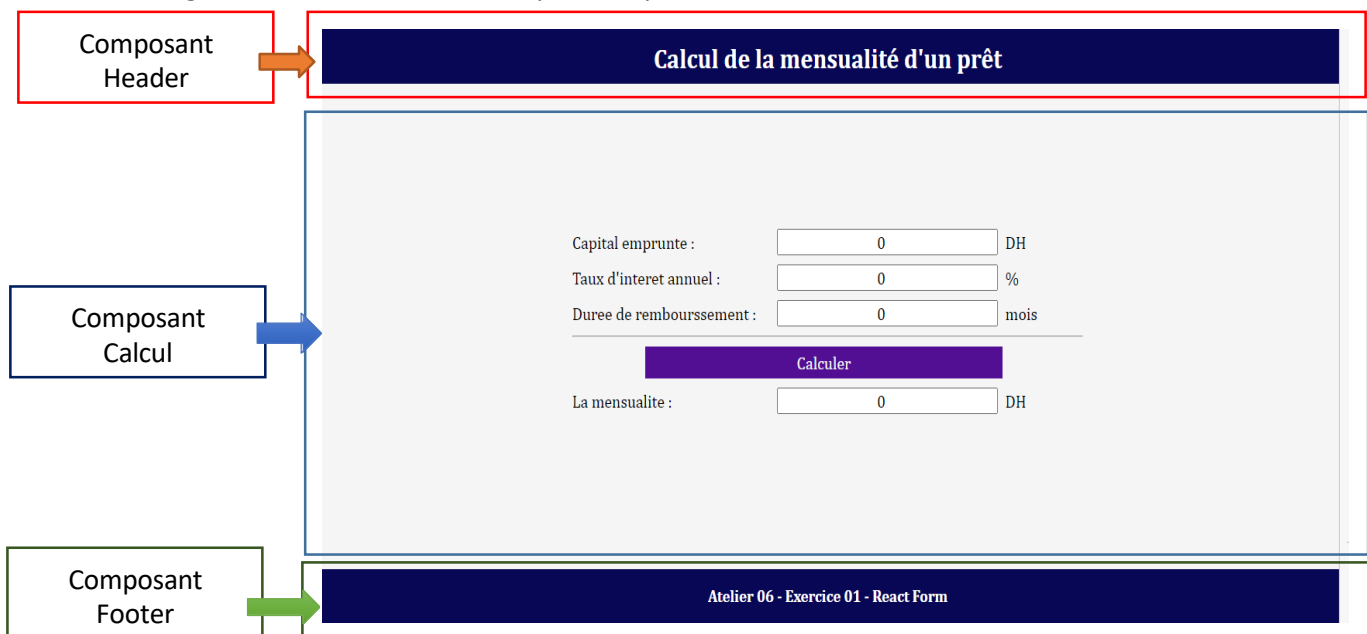 Composant
Header
Calcul de la mensualité d'un prêt
Composant
Calcul
Capital emprunte : 0 DH
Taux d'interet annuel : 0 %
Duree de rembourssement : 0 mois
Calculer
La mensualite : 0 DH
Composant
Footer
Atelier 06 - Exercice 01 - React Form